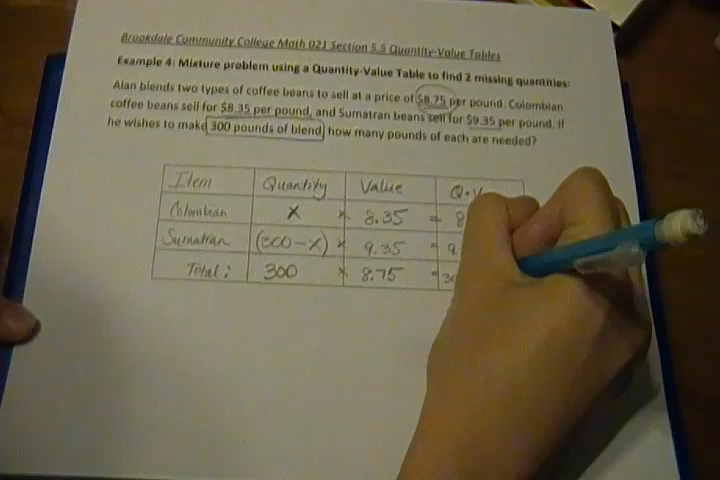 Brookdale Community College Math 021 Section 5.5 Quantity-Value Tables
Example 4: Mixture problem using a Quantity-Value Table to find 2 missing quantities:
Alan blends two types of coffee beans to sell at a price of $8.75 per pound. Colombian
coffee beans sell for $8.35 per pound, and Sumatran beans sell for $9.35 per pound. If
he wishes to make 300 pounds of blend, how many pounds of each are needed?
Item Quantity Value Q·V
Colombian x × 8.35 = 8
Sumatran (300-x) × 9.35 = 9.
Total: 300 × 8.75 = 30